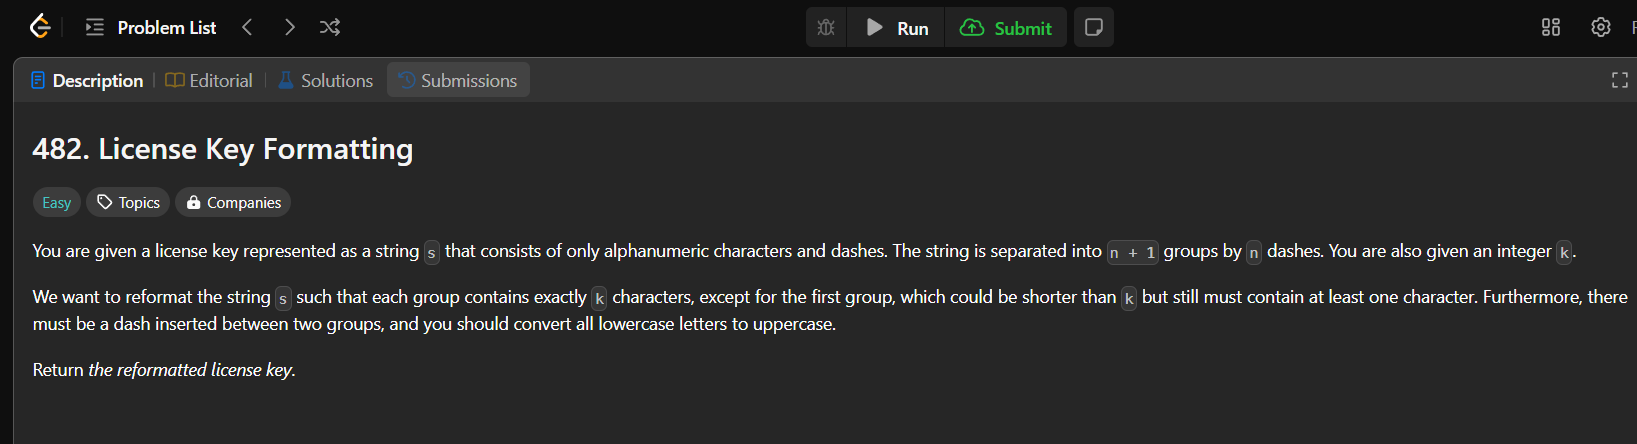 Problem List
Run
Submit
Description
Editorial
Solutions
Submissions
482. License Key Formatting
Easy
Topics
Companies
You are given a license key represented as a string s that consists of only alphanumeric characters and dashes. The string is separated into n + 1 groups by n dashes. You are also given an integer k.
We want to reformat the string s such that each group contains exactly k characters, except for the first group, which could be shorter than k but still must contain at least one character. Furthermore, there
must be a dash inserted between two groups, and you should convert all lowercase letters to uppercase.
Return the reformatted license key.